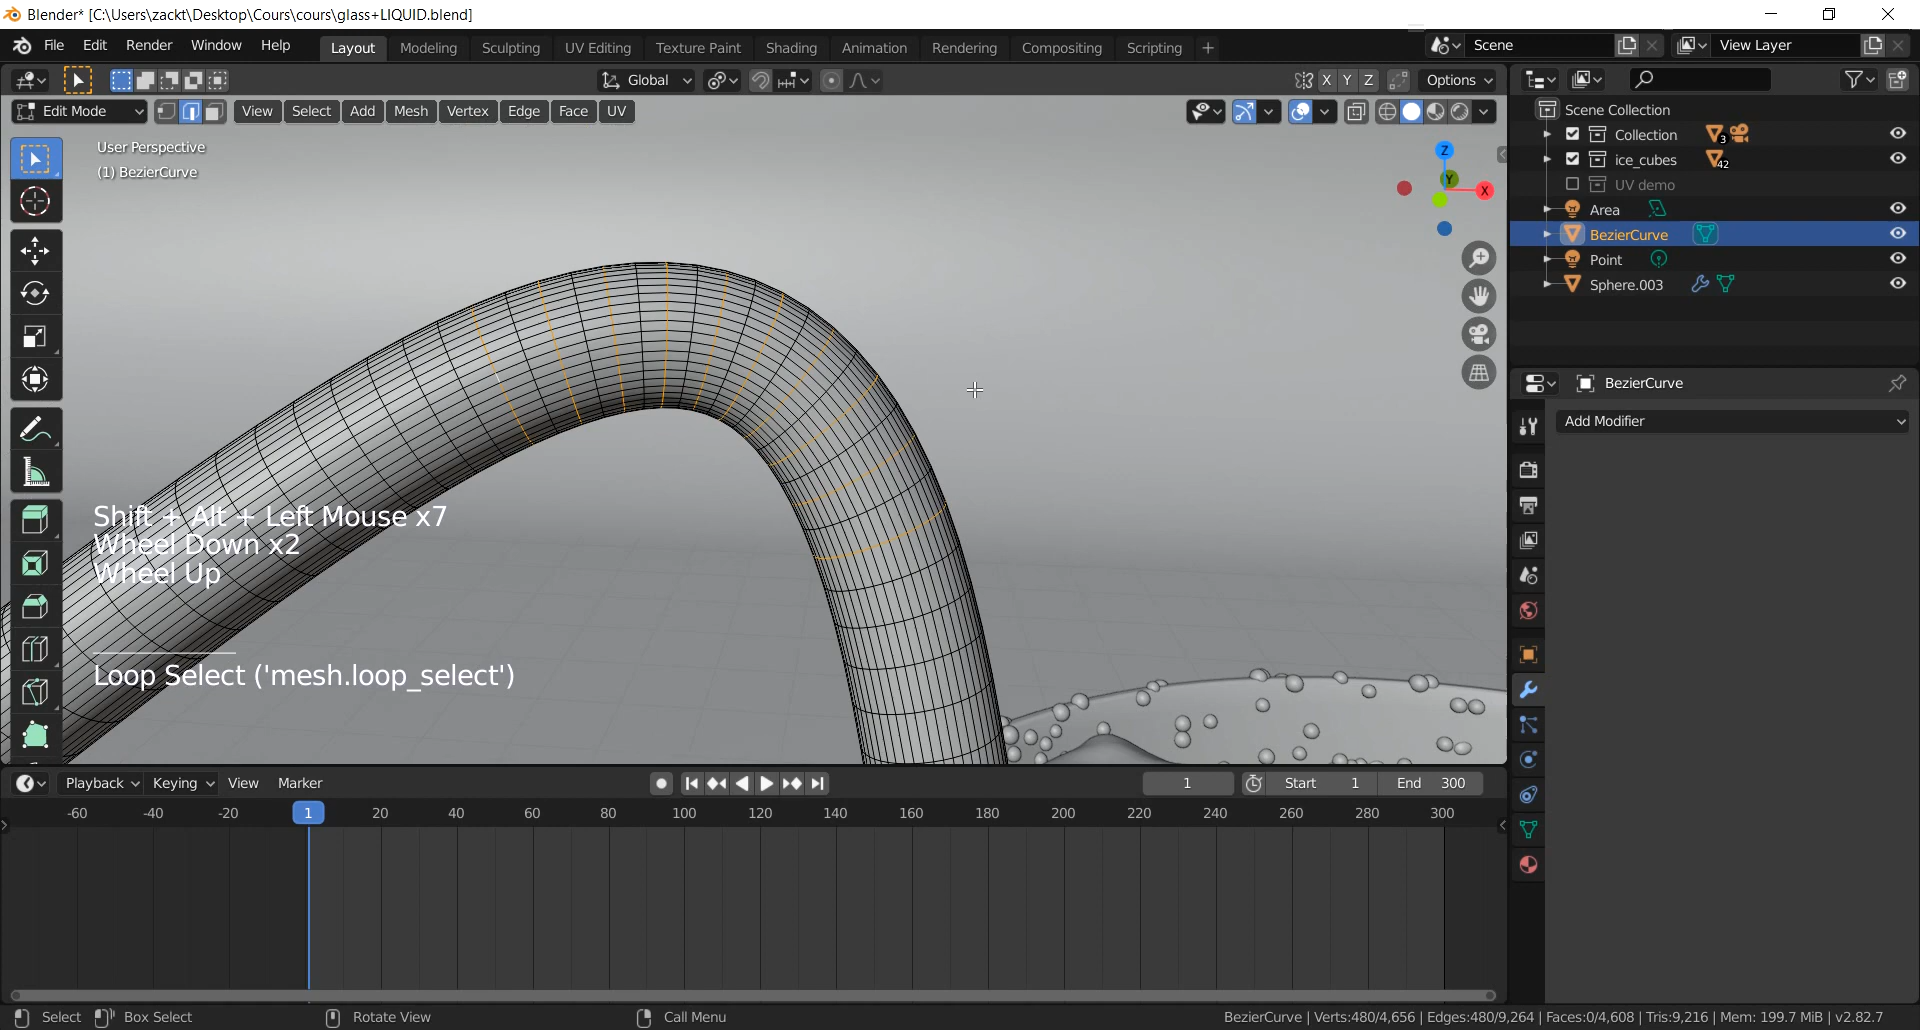 Blender* [C:\Users\zackt\Desktop\Cours\cours\glass+LIQUID.blend]
File Edit Render Window Help Layout Modeling Sculpting UV Editing Texture Paint Shading Animation Rendering Compositing Scripting + Scene View Layer
Global X Y Z Options
Edit Mode View Select Add Mesh Vertex Edge Face UV
User Perspective
(1) BezierCurve
Z
Y
X
Shift + Alt + Left Mouse x7
Wheel Down x2
Wheel Up
Loop Select ('mesh.loop_select')
Scene Collection
Collection 3
ice_cubes 42
UV demo
Area
BezierCurve
Point
Sphere.003
BezierCurve
Add Modifier
Playback Keying View Marker 1 Start 1 End 300
-60 -40 -20 1 20 40 60 80 100 120 140 160 180 200 220 240 260 280 300
Select Box Select Rotate View Call Menu BezierCurve | Verts:480/4,656 | Edges:480/9,264 | Faces:0/4,608 | Tris:9,216 | Mem: 199.7 MiB | v2.82.7